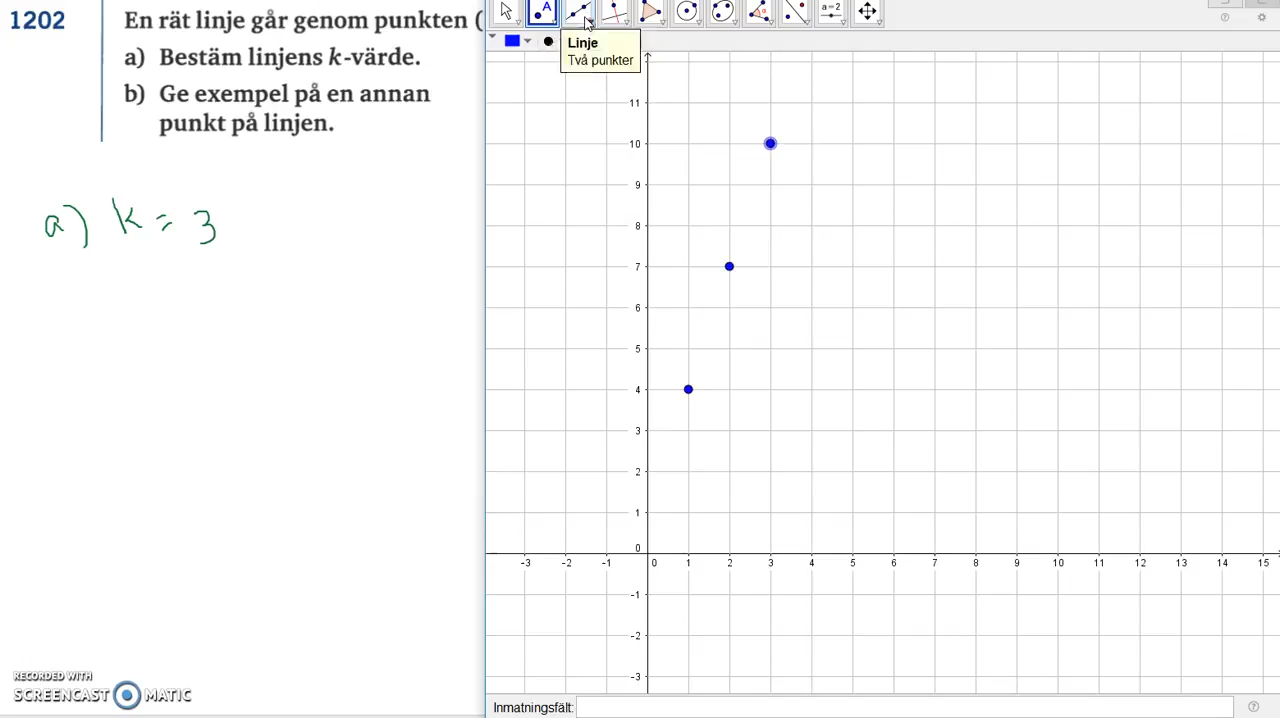 1202
En rät linje går genom punkten (
a) Bestäm linjens k-värde.
b) Ge exempel på en annan
punkt på linjen.
a) k = 3
RECORDED WITH
SCREENCAST MATIC
A
a=2
Linje
Två punkter
11
10
9
8
7
6
5
4
3
2
1
0
-3 -2 -1 0 1 2 3 4 5 6 7 8 9 10 11 12 13 14 15
-1
-2
-3
Inmatningsfält: